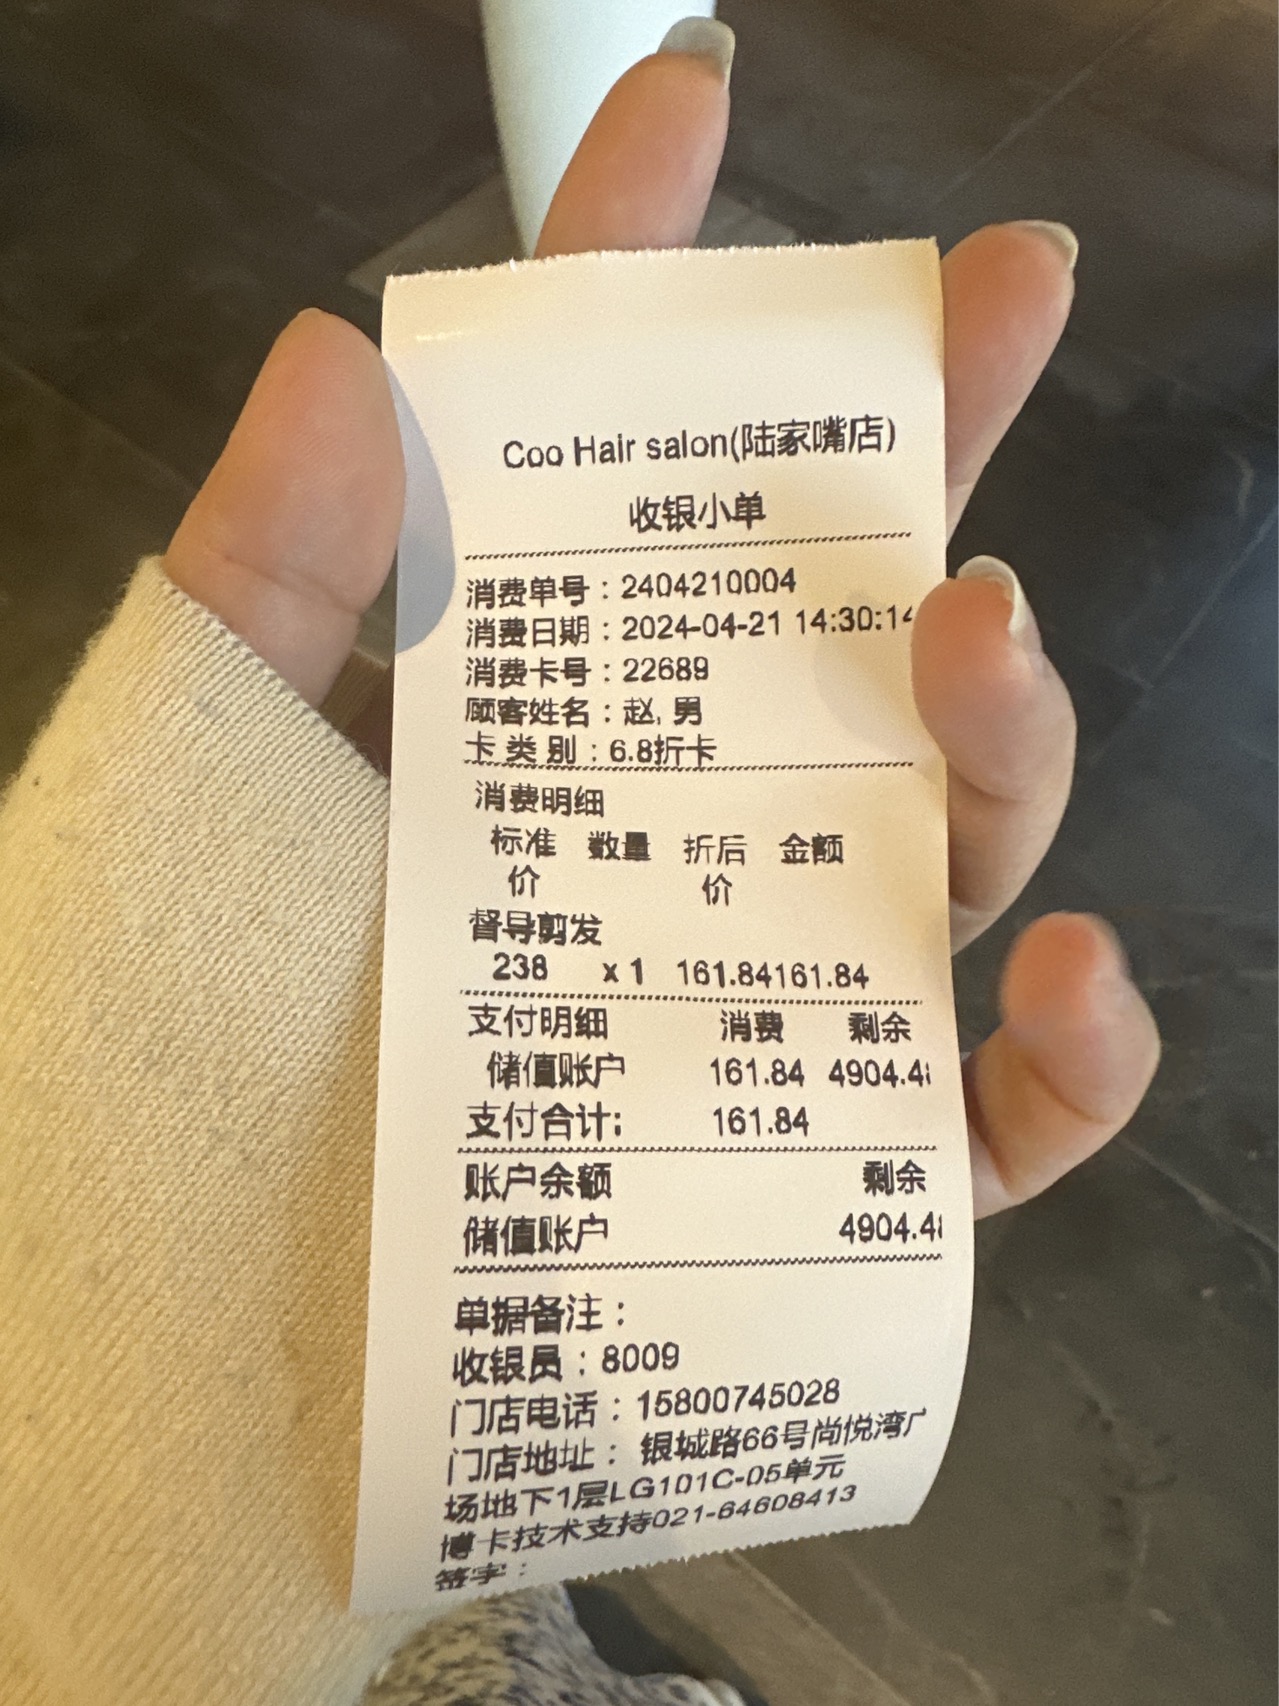 Coo Hair salon(陆家嘴店)
收银小单
消费单号：2404210004
消费日期：2024-04-21 14:30:14
消费卡号：22689
顾客姓名：赵, 男
卡 类 别：6.8折卡
消费明细
标准价 数量 折后价 金额
督导剪发
238 x 1 161.84161.84
支付明细 消费 剩余
储值账户 161.84 4904.4
支付合计: 161.84
账户余额 剩余
储值账户 4904.4
单据备注：
收银员：8009
门店电话：15800745028
门店地址： 银城路66号尚悦湾广
场地下1层LG101C-05单元
博卡技术支持021-64608413
签字：